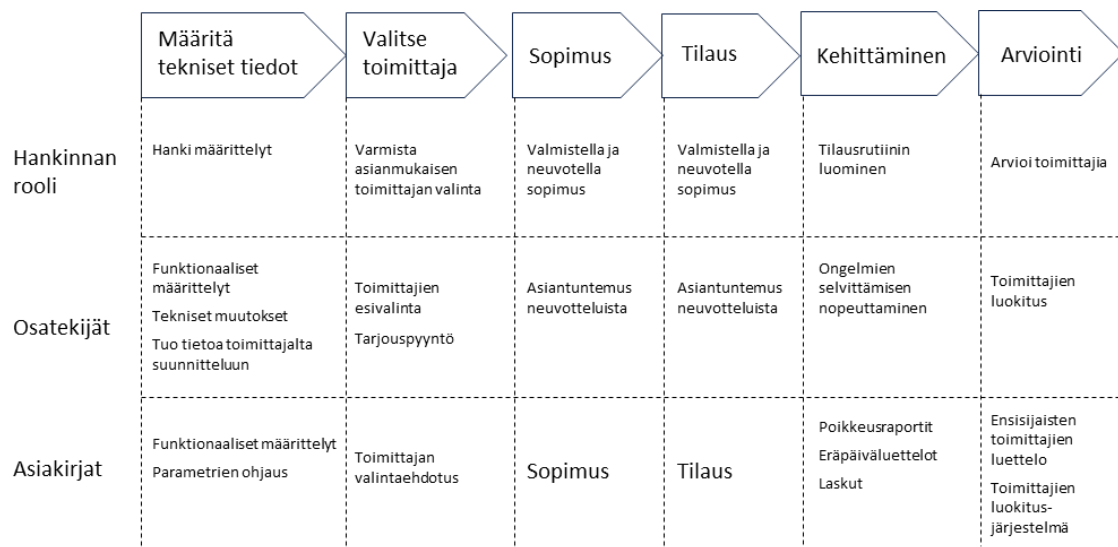 Määritä
tekniset tiedot
Valitse
toimittaja
Sopimus
Tilaus
Kehittäminen
Arviointi
Hankinnan
rooli
Hanki määrittelyt
Varmista
asianmukaisen
toimittajan valinta
Valmistella ja
neuvotella
sopimus
Valmistella ja
neuvotella
sopimus
Tilausrutiinin
luominen
Arvioi toimittajia
Osatekijät
Funktionaaliset
määrittelyt
Tekniset muutokset
Tuo tietoa toimittajalta
suunnitteluun
Toimittajien
esivalinta
Tarjouspyyntö
Asiantuntemus
neuvotteluista
Asiantuntemus
neuvotteluista
Ongelmien
selvittämisen
nopeuttaminen
Toimittajien
luokitus
Asiakirjat
Funktionaaliset määrittelyt
Parametrien ohjaus
Toimittajan
valintaehdotus
Sopimus
Tilaus
Poikkeusraportit
Eräpäiväluettelot
Laskut
Ensisijaisten
toimittajien
luettelo
Toimittajien
luokitus-
järjestelmä